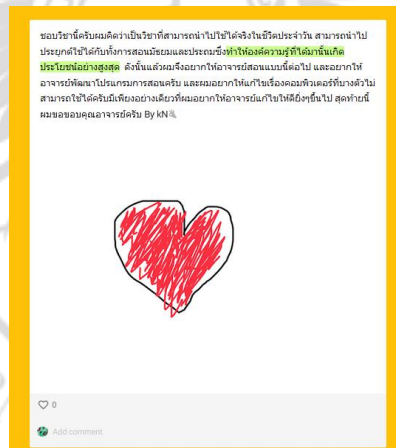 ชอบวิชานี้ครับผมคิดว่าเป็นวิชาที่สามารถนำไปใช้ได้จริงในชีวิตประจำวัน สามารถนำไป
ประยุกต์ใช้ได้กับทั้งการสอนมัธยมและประถมซึ่งทำให้องค์ความรู้ที่ได้มานั้นเกิด
ประโยชน์อย่างสูงสุด ดังนั้นแล้วผมจึงอยากให้อาจารย์สอนแบบนี้ต่อไป และอยากให้
อาจารย์พัฒนาโปรแกรมการสอนครับ และผมอยากให้แก้ไขเรื่องคอมพิวเตอร์ที่บางตัวไม่
สามารถใช้ได้ครับมีเพียงอย่างเดียวที่ผมอยากให้อาจารย์แก้ไขให้ดียิ่งๆขึ้นไป สุดท้ายนี้
ผมขอขอบคุณอาจารย์ครับ By kN
0
Add comment